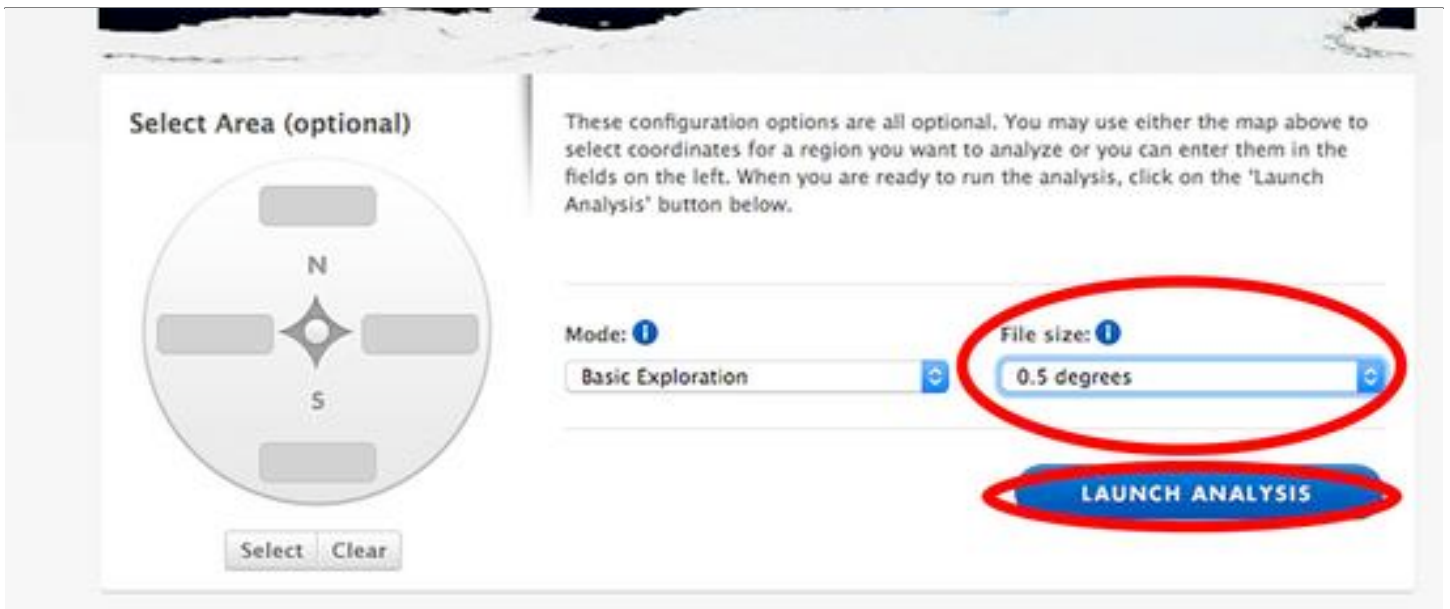 Select Area (optional)
N
S
Select Clear
These configuration options are all optional. You may use either the map above to
select coordinates for a region you want to analyze or you can enter them in the
fields on the left. When you are ready to run the analysis, click on the 'Launch
Analysis' button below.
Mode:
Basic Exploration
File size:
0.5 degrees
LAUNCH ANALYSIS